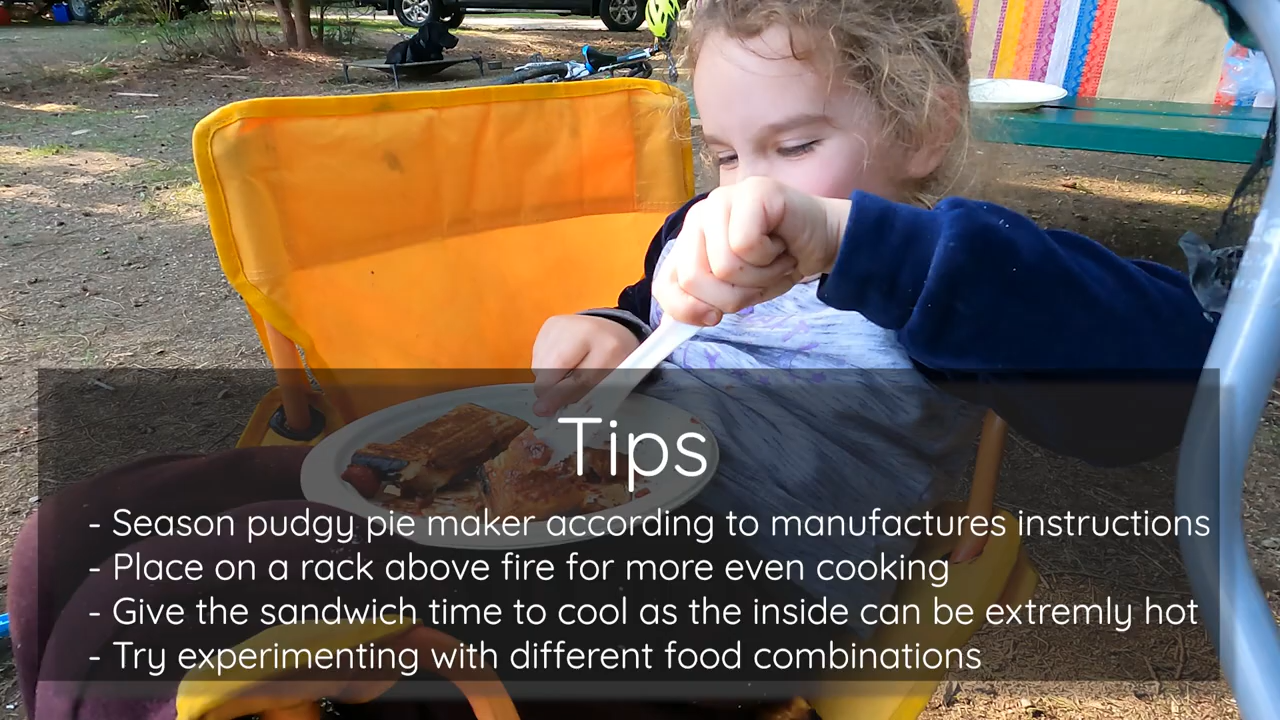 Tips
- Season pudgy pie maker according to manufactures instructions
- Place on a rack above fire for more even cooking
- Give the sandwich time to cool as the inside can be extremly hot
- Try experimenting with different food combinations